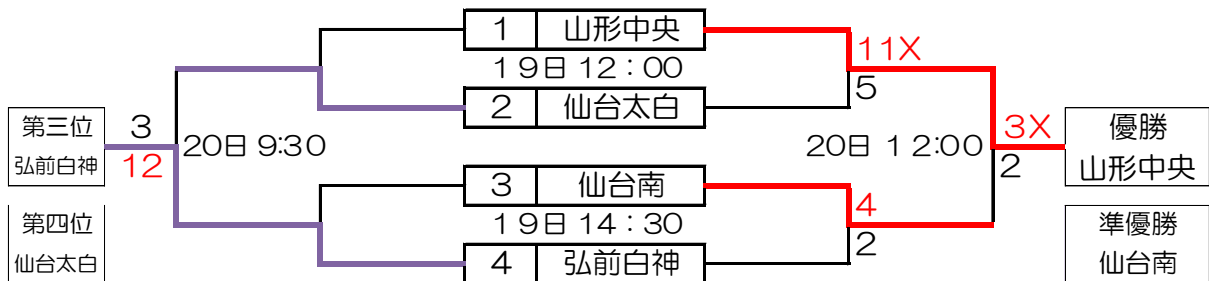 1 山形中央
11X
19日 12：00
5
2 仙台太白
第三位
弘前白神
3
12
20日 9:30
20日 12:00
3X
2
優勝
山形中央
3 仙台南
4
第四位
仙台太白
19日 14：30
2
準優勝
仙台南
4 弘前白神